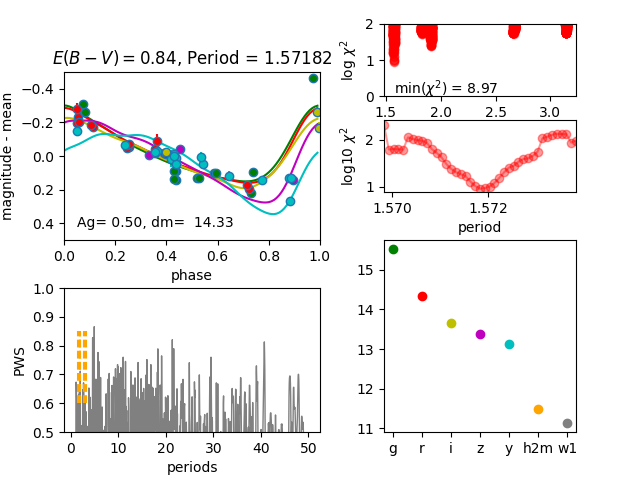 E(B − V) = 0.84, Period = 1.57182
magnitude - mean
−0.4
−0.2
0.0
0.2
0.4
Ag= 0.50, dm=  14.33
0.0 0.2 0.4 0.6 0.8 1.0
phase
log χ²
2
1
0
min(χ²) = 8.97
1.5 2.0 2.5 3.0
log10 χ²
2
1
1.570 1.572
period
PWS
1.0
0.9
0.8
0.7
0.6
0.5
0 10 20 30 40 50
periods
15
14
13
12
11
g r i z y h2m w1